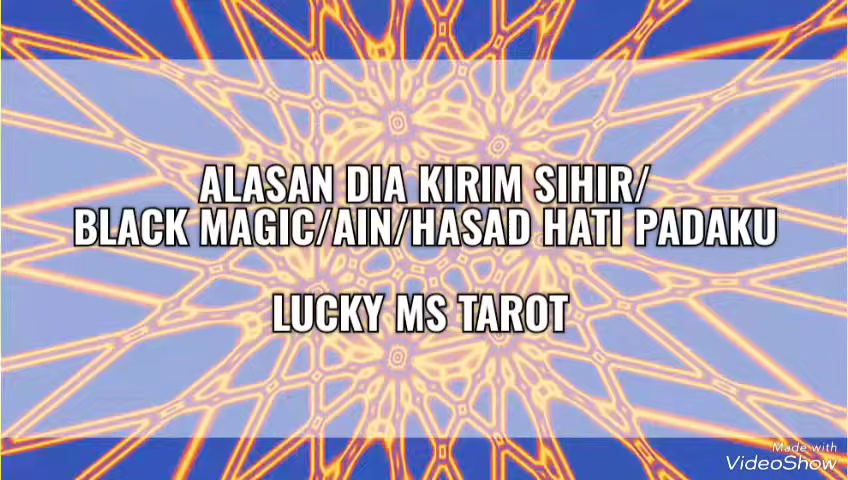 ALASAN DIA KIRIM SIHIR/
BLACK MAGIC/AIN/HASAD HATI PADAKU
LUCKY MS TAROT
Made with
VideoShow